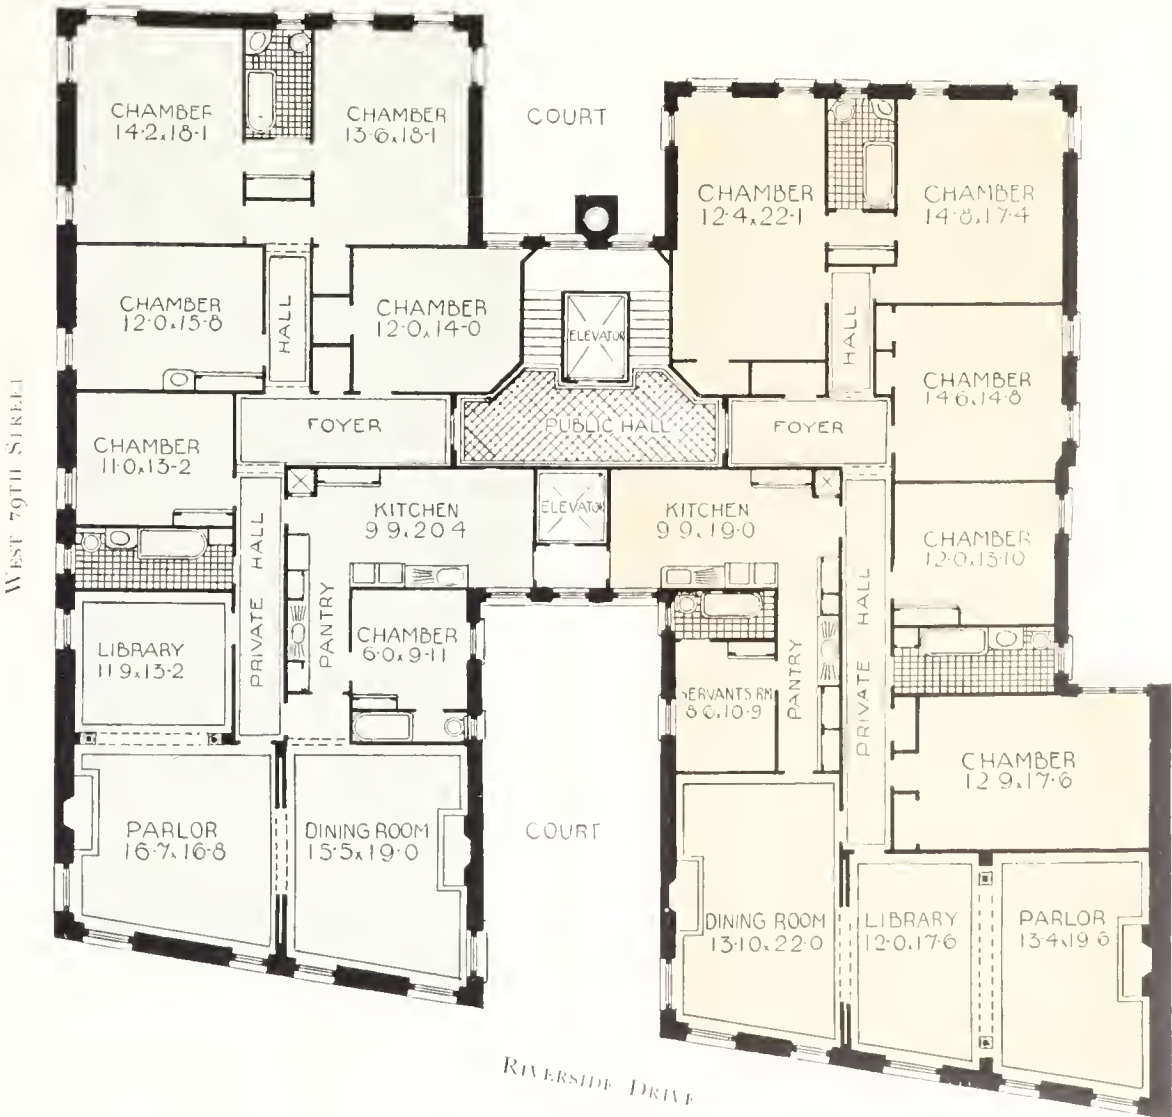 CHAMBER
14-2x18-1
CHAMBER
13-6x18-1
COURT
CHAMBER
12-4x22-1
CHAMBER
14-8x17-4
CHAMBER
12-0x15-8
HALL
CHAMBER
12-0x14-0
ELEVATOR
HALL
CHAMBER
14-6x14-8
FOYER
PUBLIC HALL
FOYER
CHAMBER
11-0x13-2
KITCHEN
9-9x20-4
ELEVATOR
KITCHEN
9-9x19-0
CHAMBER
12-0x13-10
WEST 79TH STREET
PRIVATE HALL
PANTRY
LIBRARY
11-9x13-2
CHAMBER
6-0x9-11
SERVANTS RM
8-6x10-9
PANTRY
PRIVATE HALL
CHAMBER
12-9x17-6
PARLOR
16-7x16-8
DINING ROOM
15-5x19-0
COURT
DINING ROOM
13-10x22-0
LIBRARY
12-0x17-6
PARLOR
13-4x19-6
RIVERSIDE DRIVE